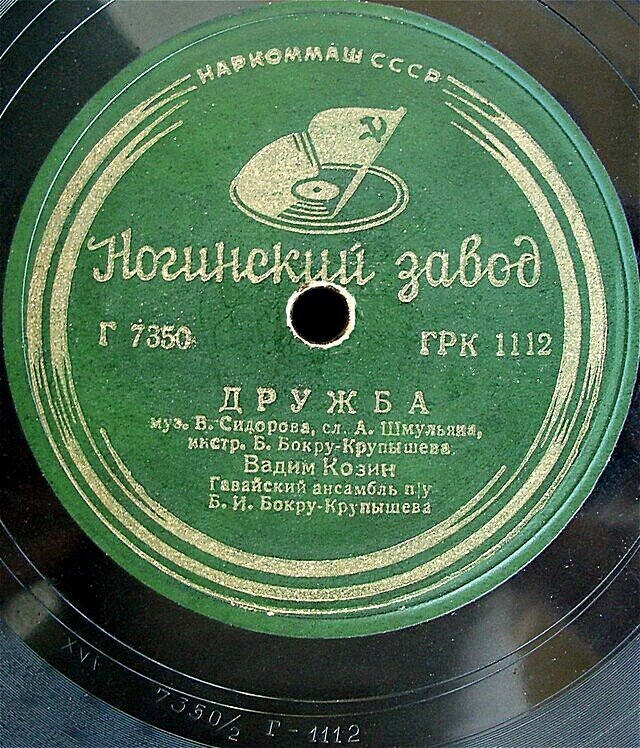 НАРКОММАШ СССР
Ногинский завод
Г 7350
ГРК 1112
ДРУЖБА
муз. В. Сидорова, сл. А. Шмульяна,
инстр. Б. Бокру-Крупышева
Вадим Козин
Гавайский ансамбль п/у
Б. И. Бокру-Крупышева
XVI 7350/2 Г-1112